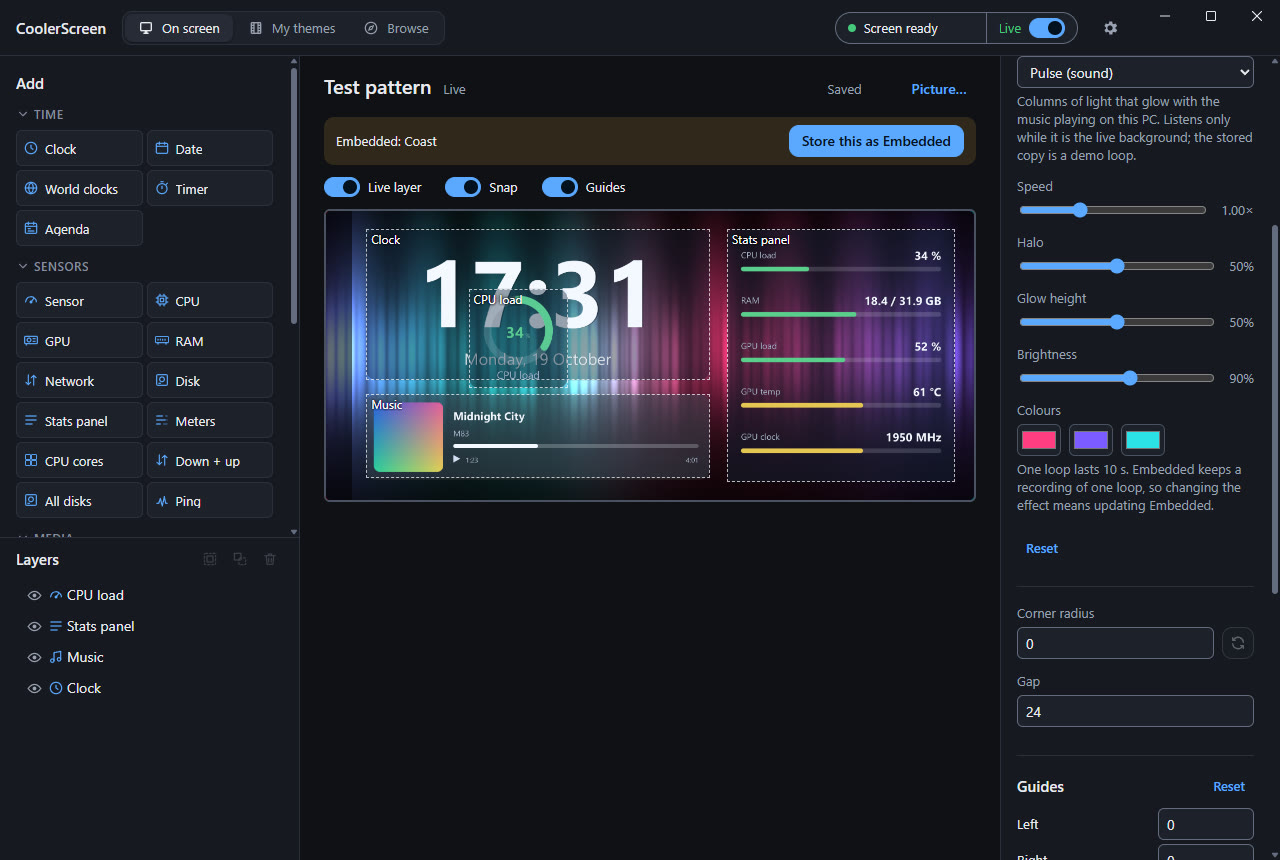 CoolerScreen
On screen
My themes
Browse
Screen ready
Live
Add
TIME
Clock
Date
World clocks
Timer
Agenda
SENSORS
Sensor
CPU
GPU
RAM
Network
Disk
Stats panel
Meters
CPU cores
Down + up
All disks
Ping
MEDIA
Layers
CPU load
Stats panel
Music
Clock
Test pattern
Live
Saved
Picture...
Embedded: Coast
Store this as Embedded
Live layer
Snap
Guides
Clock
17:31
CPU load
34
Monday, 19 October
CPU load
Music
Midnight City
M83
1:23
4:01
Stats panel
CPU load
34 %
RAM
18.4 / 31.9 GB
GPU load
52 %
GPU temp
61 °C
GPU clock
1950 MHz
Pulse (sound)
Columns of light that glow with the
music playing on this PC. Listens only
while it is the live background; the stored
copy is a demo loop.
Speed
1.00×
Halo
50%
Glow height
50%
Brightness
90%
Colours
One loop lasts 10 s. Embedded keeps a
recording of one loop, so changing the
effect means updating Embedded.
Reset
Corner radius
0
Gap
24
Guides
Reset
Left
0
Right
0